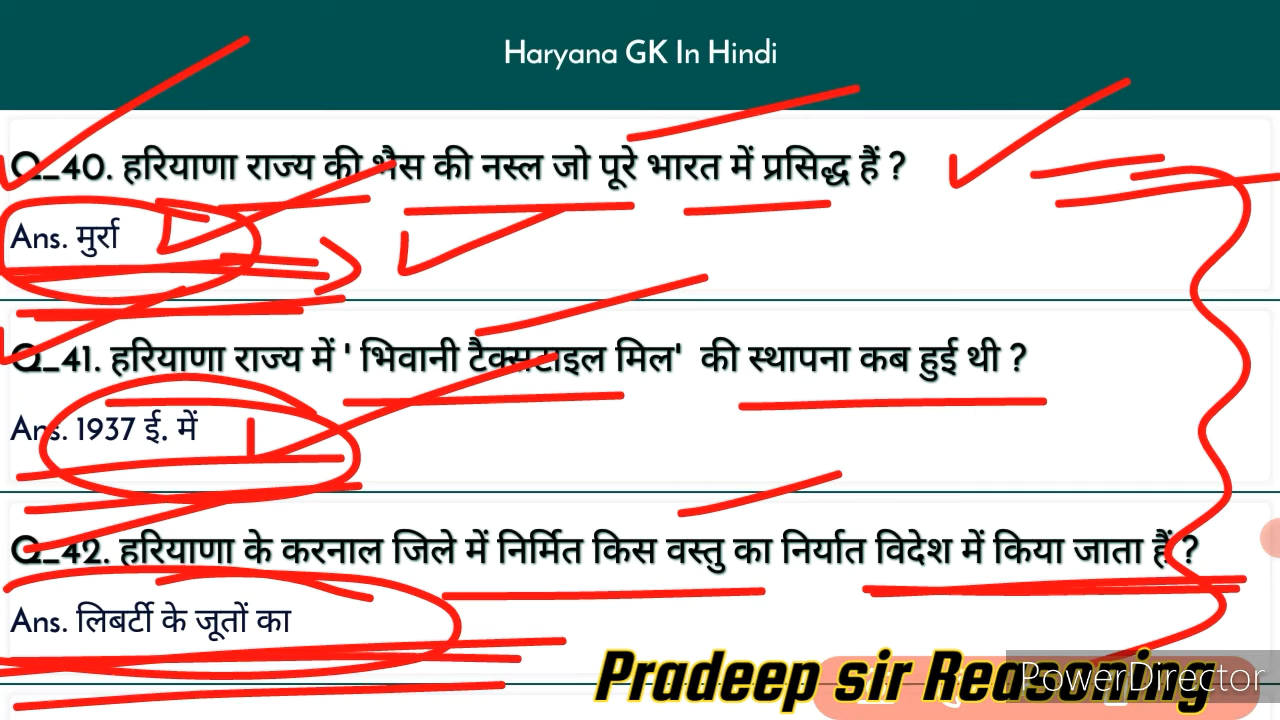 Haryana GK In Hindi
Q_40. हरियाणा राज्य की भैस की नस्ल जो पूरे भारत में प्रसिद्ध हैं ?
Ans. मुर्रा
Q_41. हरियाणा राज्य में ' भिवानी टैक्सटाइल मिल' की स्थापना कब हुई थी ?
Ans. 1937 ई. में
Q_42. हरियाणा के करनाल जिले में निर्मित किस वस्तु का निर्यात विदेश में किया जाता हैं ?
Ans. लिबर्टी के जूतों का
Pradeep sir Reasoning
PowerDirector